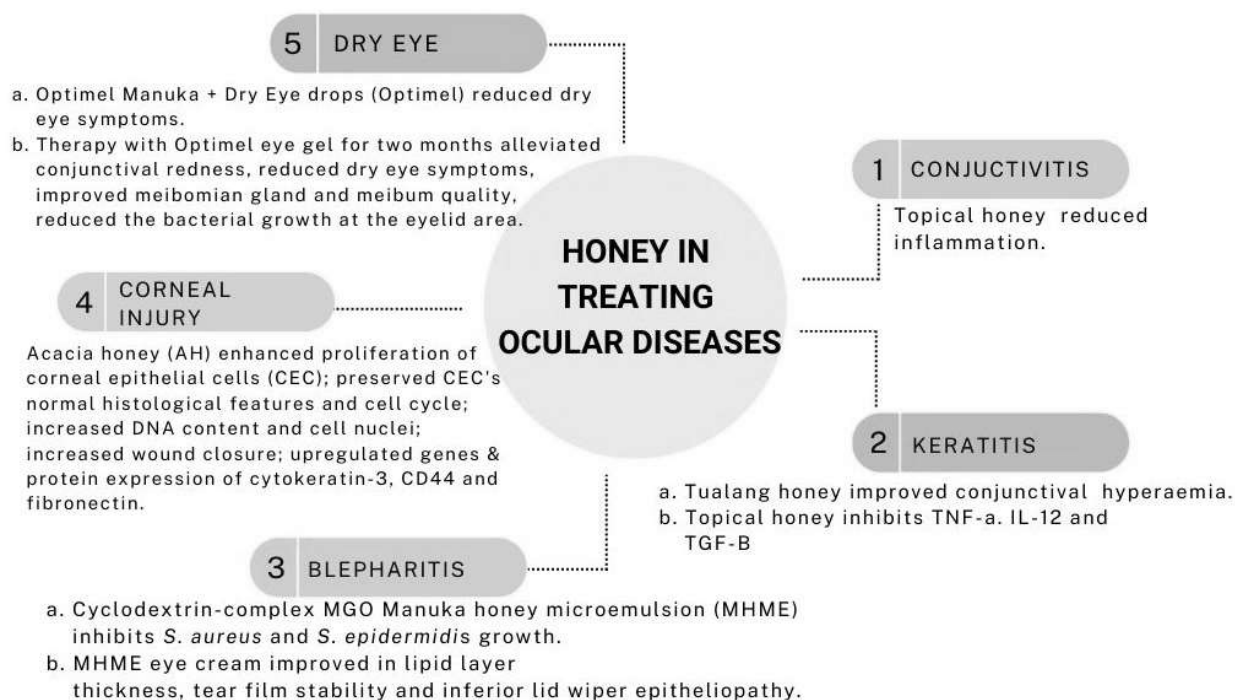 HONEY IN
TREATING
OCULAR DISEASES
1 CONJUCTIVITIS
Topical honey reduced
inflammation.
2 KERATITIS
a. Tualang honey improved conjunctival hyperaemia.
b. Topical honey inhibits TNF-a. IL-12 and
TGF-B
3 BLEPHARITIS
a. Cyclodextrin-complex MGO Manuka honey microemulsion (MHME)
inhibits S. aureus and S. epidermidis growth.
b. MHME eye cream improved in lipid layer
thickness, tear film stability and inferior lid wiper epitheliopathy.
4 CORNEAL
INJURY
Acacia honey (AH) enhanced proliferation of
corneal epithelial cells (CEC); preserved CEC's
normal histological features and cell cycle;
increased DNA content and cell nuclei;
increased wound closure; upregulated genes &
protein expression of cytokeratin-3, CD44 and
fibronectin.
5 DRY EYE
a. Optimel Manuka + Dry Eye drops (Optimel) reduced dry
eye symptoms.
b. Therapy with Optimel eye gel for two months alleviated
conjunctival redness, reduced dry eye symptoms,
improved meibomian gland and meibum quality,
reduced the bacterial growth at the eyelid area.